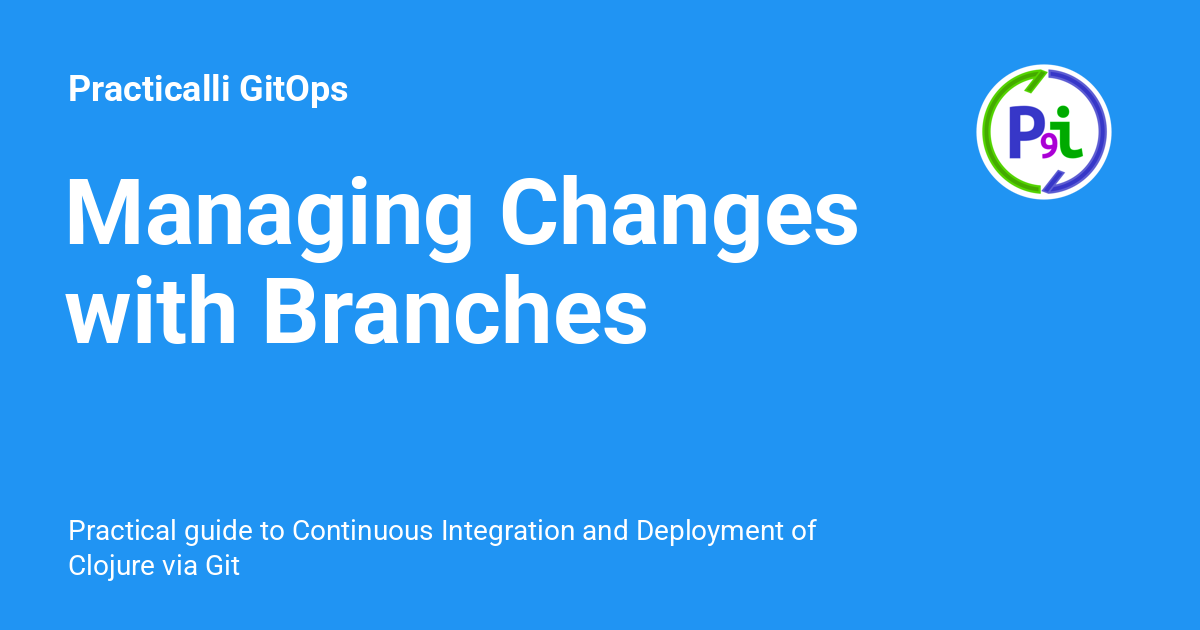 Practicalli GitOps
P9i
Managing Changes
with Branches
Practical guide to Continuous Integration and Deployment of
Clojure via Git